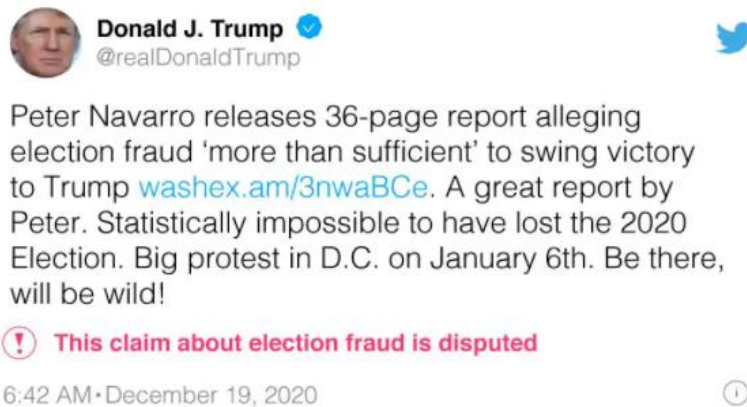 Donald J. Trump
@realDonaldTrump
Peter Navarro releases 36-page report alleging
election fraud ‘more than sufficient’ to swing victory
to Trump washex.am/3nwaBCe. A great report by
Peter. Statistically impossible to have lost the 2020
Election. Big protest in D.C. on January 6th. Be there,
will be wild!
! This claim about election fraud is disputed
6:42 AM•December 19, 2020
i